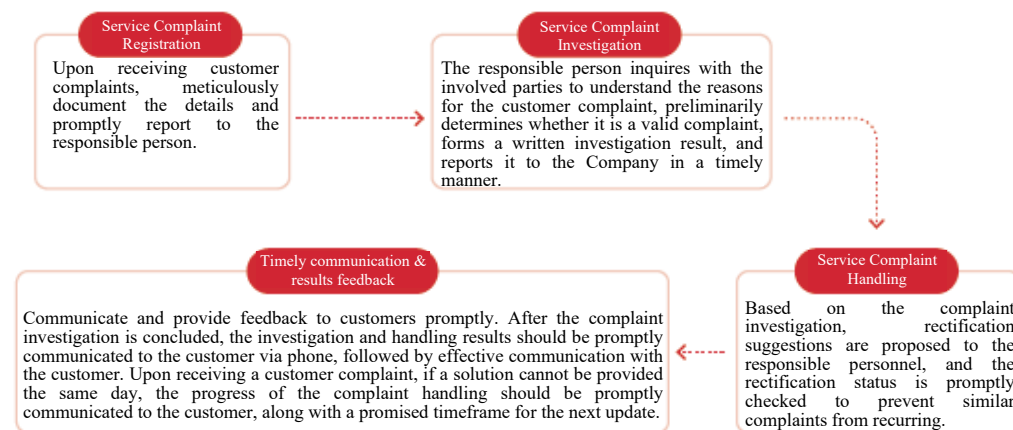 Service Complaint
Registration
Upon receiving customer
complaints, meticulously
document the details and
promptly report to the
responsible person.
Service Complaint
Investigation
The responsible person inquires with the
involved parties to understand the reasons
for the customer complaint, preliminarily
determines whether it is a valid complaint,
forms a written investigation result, and
reports it to the Company in a timely
manner.
Service Complaint
Handling
Based on the complaint
investigation, rectification
suggestions are proposed to the
responsible personnel, and the
rectification status is promptly
checked to prevent similar
complaints from recurring.
Timely communication &
results feedback
Communicate and provide feedback to customers promptly. After the complaint
investigation is concluded, the investigation and handling results should be promptly
communicated to the customer via phone, followed by effective communication with
the customer. Upon receiving a customer complaint, if a solution cannot be provided
the same day, the progress of the complaint handling should be promptly
communicated to the customer, along with a promised timeframe for the next update.